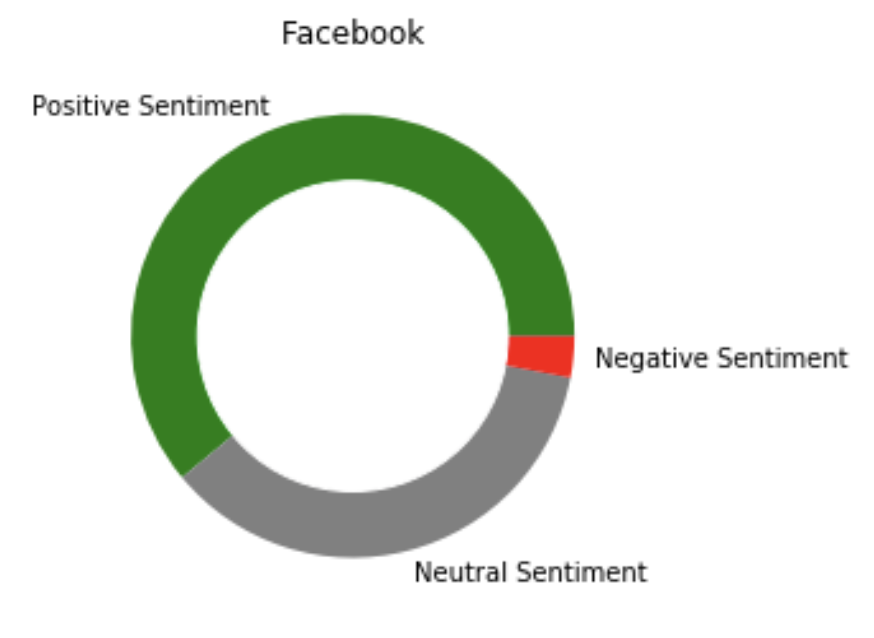 Facebook
Positive Sentiment
Negative Sentiment
Neutral Sentiment